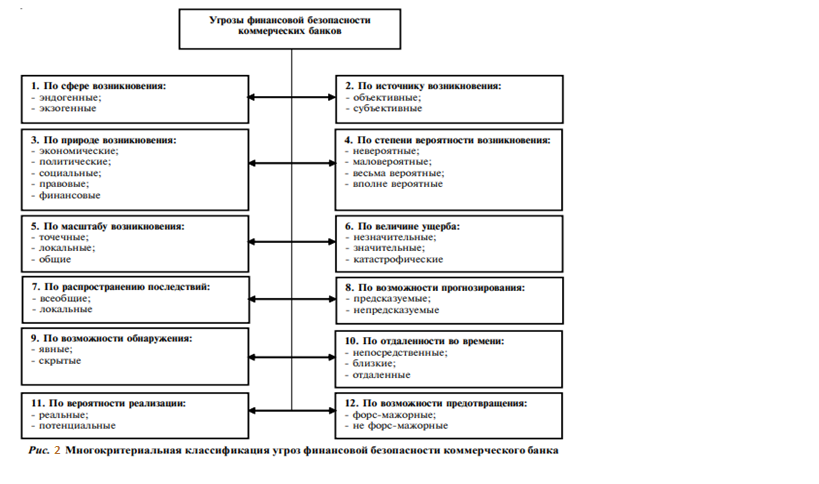 Угрозы финансовой безопасности
коммерческих банков
1. По сфере возникновения:
- эндогенные;
- экзогенные
2. По источнику возникновения:
- объективные;
- субъективные
3. По природе возникновения:
- экономические;
- политические;
- социальные;
- правовые;
- финансовые
4. По степени вероятности возникновения:
- невероятные;
- маловероятные;
- весьма вероятные;
- вполне вероятные
5. По масштабу возникновения:
- точечные;
- локальные;
- общие
6. По величине ущерба:
- незначительные;
- значительные;
- катастрофические
7. По распространению последствий:
- всеобщие;
- локальные
8. По возможности прогнозирования:
- предсказуемые;
- непредсказуемые
9. По возможности обнаружения:
- явные;
- скрытые
10. По отдаленности во времени:
- непосредственные;
- близкие;
- отдаленные
11. По вероятности реализации:
- реальные;
- потенциальные
12. По возможности предотвращения:
- форс-мажорные;
- не форс-мажорные
Рис. 2 Многокритериальная классификация угроз финансовой безопасности коммерческого банка